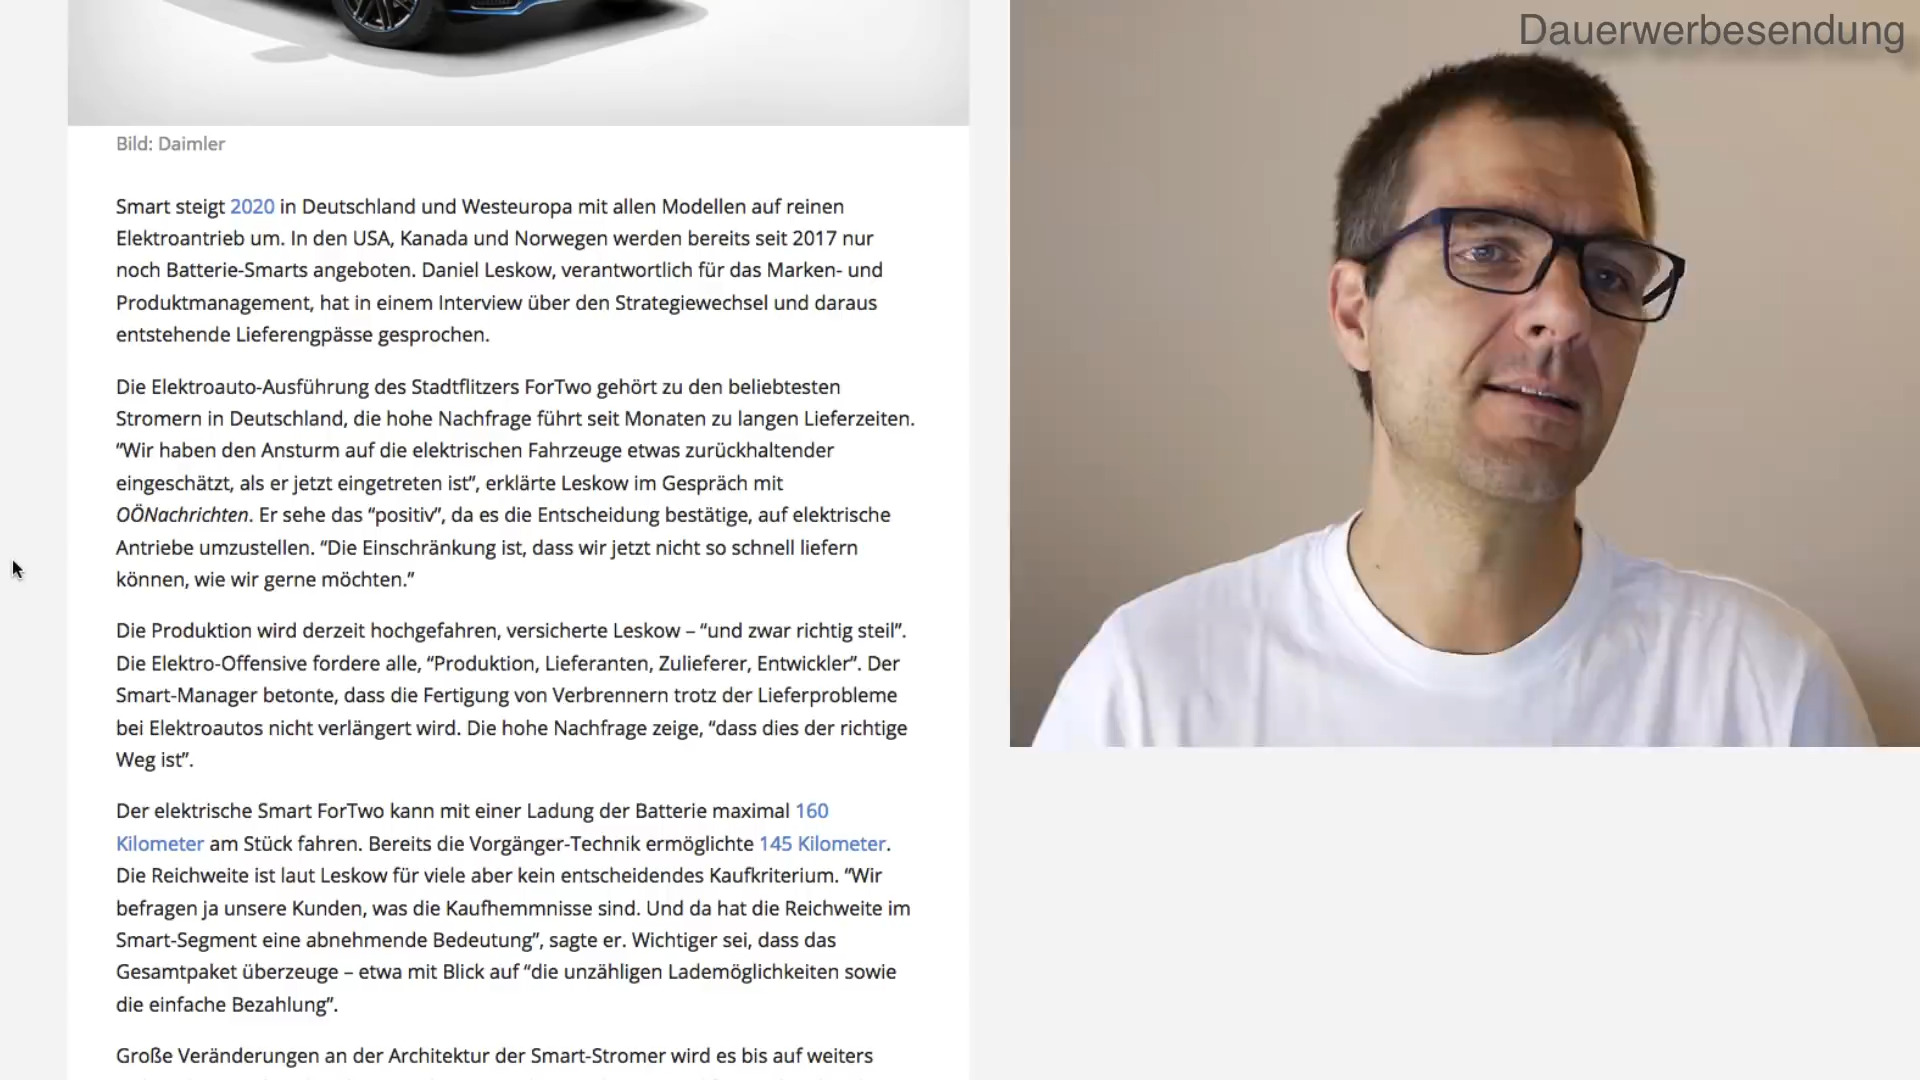 Dauerwerbesendung
Bild: Daimler
Smart steigt 2020 in Deutschland und Westeuropa mit allen Modellen auf reinen
Elektroantrieb um. In den USA, Kanada und Norwegen werden bereits seit 2017 nur
noch Batterie-Smarts angeboten. Daniel Leskow, verantwortlich für das Marken- und
Produktmanagement, hat in einem Interview über den Strategiewechsel und daraus
entstehende Lieferengpässe gesprochen.
Die Elektroauto-Ausführung des Stadtflitzers ForTwo gehört zu den beliebtesten
Stromern in Deutschland, die hohe Nachfrage führt seit Monaten zu langen Lieferzeiten.
“Wir haben den Ansturm auf die elektrischen Fahrzeuge etwas zurückhaltender
eingeschätzt, als er jetzt eingetreten ist”, erklärte Leskow im Gespräch mit
OÖNachrichten. Er sehe das “positiv”, da es die Entscheidung bestätige, auf elektrische
Antriebe umzustellen. “Die Einschränkung ist, dass wir jetzt nicht so schnell liefern
können, wie wir gerne möchten.”
Die Produktion wird derzeit hochgefahren, versicherte Leskow – “und zwar richtig steil”.
Die Elektro-Offensive fordere alle, “Produktion, Lieferanten, Zulieferer, Entwickler”. Der
Smart-Manager betonte, dass die Fertigung von Verbrennern trotz der Lieferprobleme
bei Elektroautos nicht verlängert wird. Die hohe Nachfrage zeige, “dass dies der richtige
Weg ist”.
Der elektrische Smart ForTwo kann mit einer Ladung der Batterie maximal 160
Kilometer am Stück fahren. Bereits die Vorgänger-Technik ermöglichte 145 Kilometer.
Die Reichweite ist laut Leskow für viele aber kein entscheidendes Kaufkriterium. “Wir
befragen ja unsere Kunden, was die Kaufhemmnisse sind. Und da hat die Reichweite im
Smart-Segment eine abnehmende Bedeutung”, sagte er. Wichtiger sei, dass das
Gesamtpaket überzeuge – etwa mit Blick auf “die unzähligen Lademöglichkeiten sowie
die einfache Bezahlung”.
Große Veränderungen an der Architektur der Smart-Stromer wird es bis auf weiters